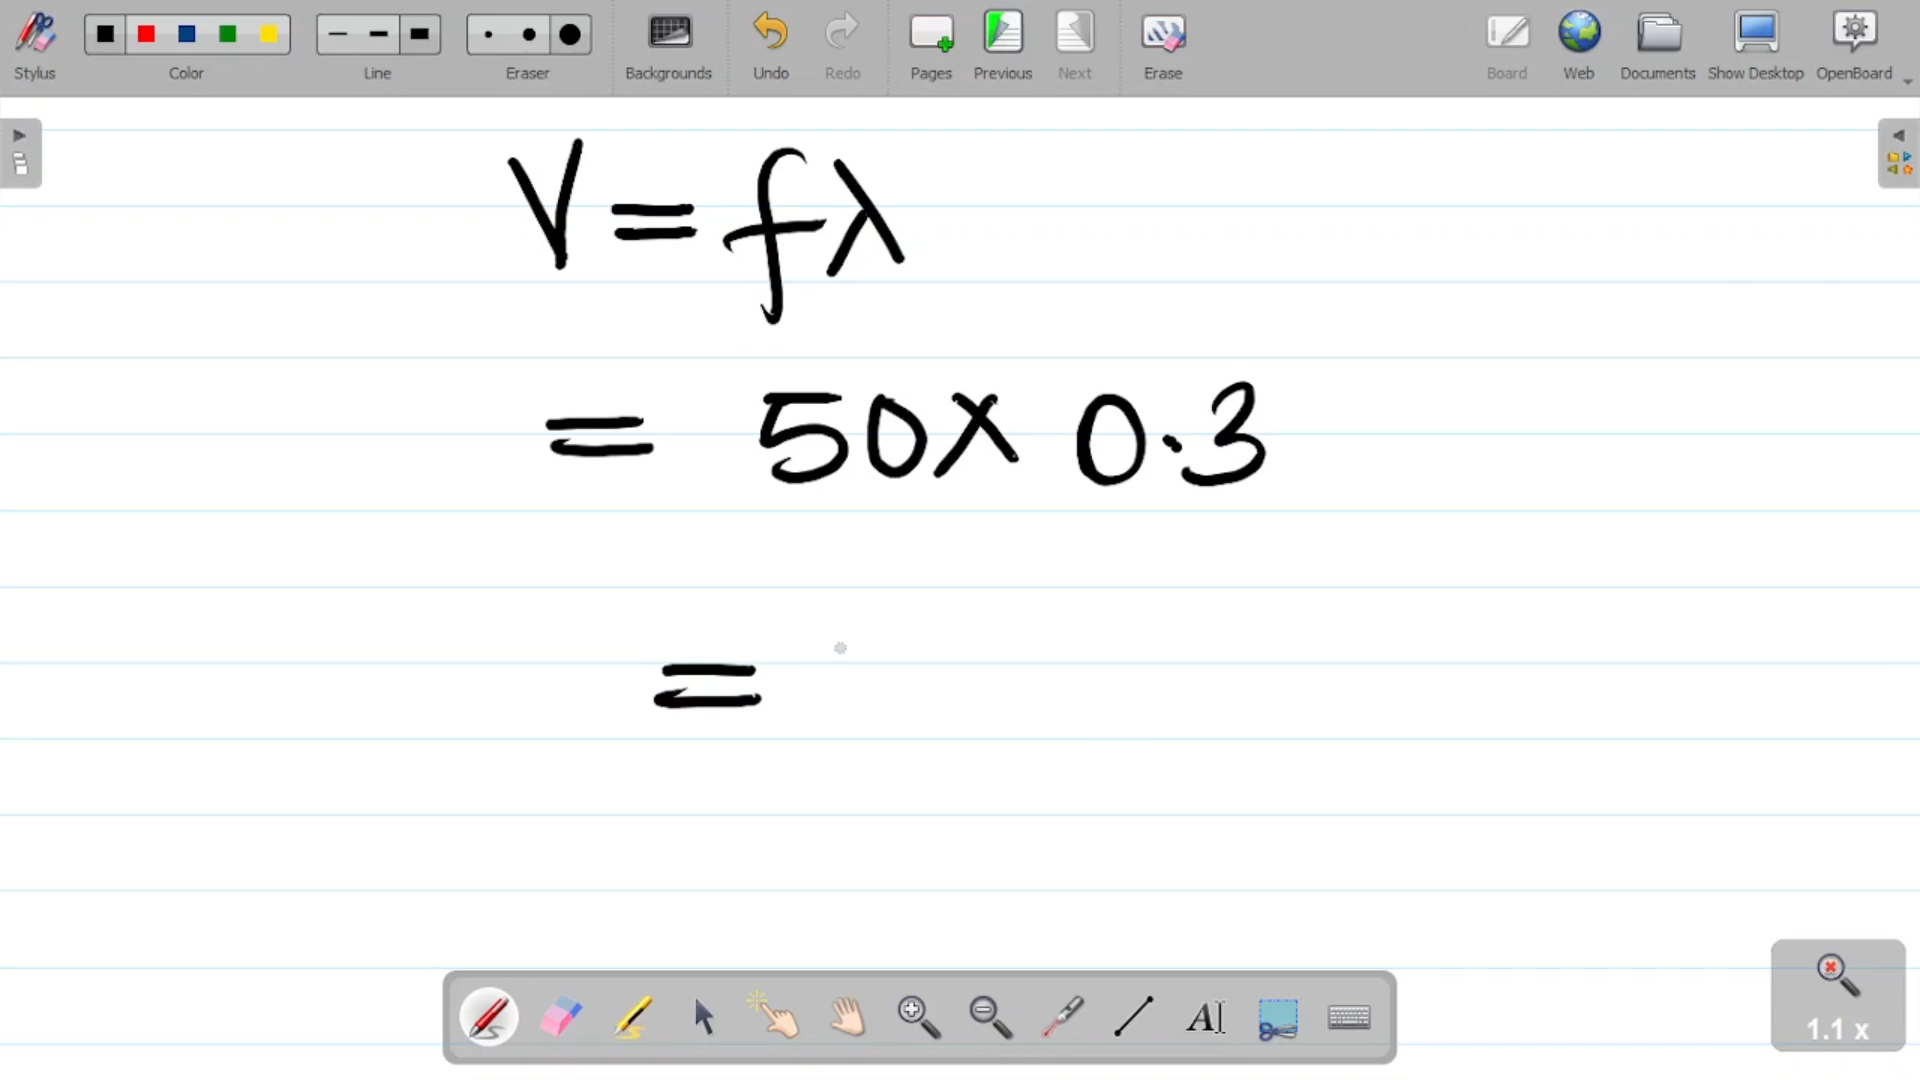 Stylus Color Line Eraser Backgrounds Undo Redo Pages Previous Next Erase Board Web Documents Show Desktop OpenBoard
V = fλ
= 50 x 0.3
=
AI
1.1 x